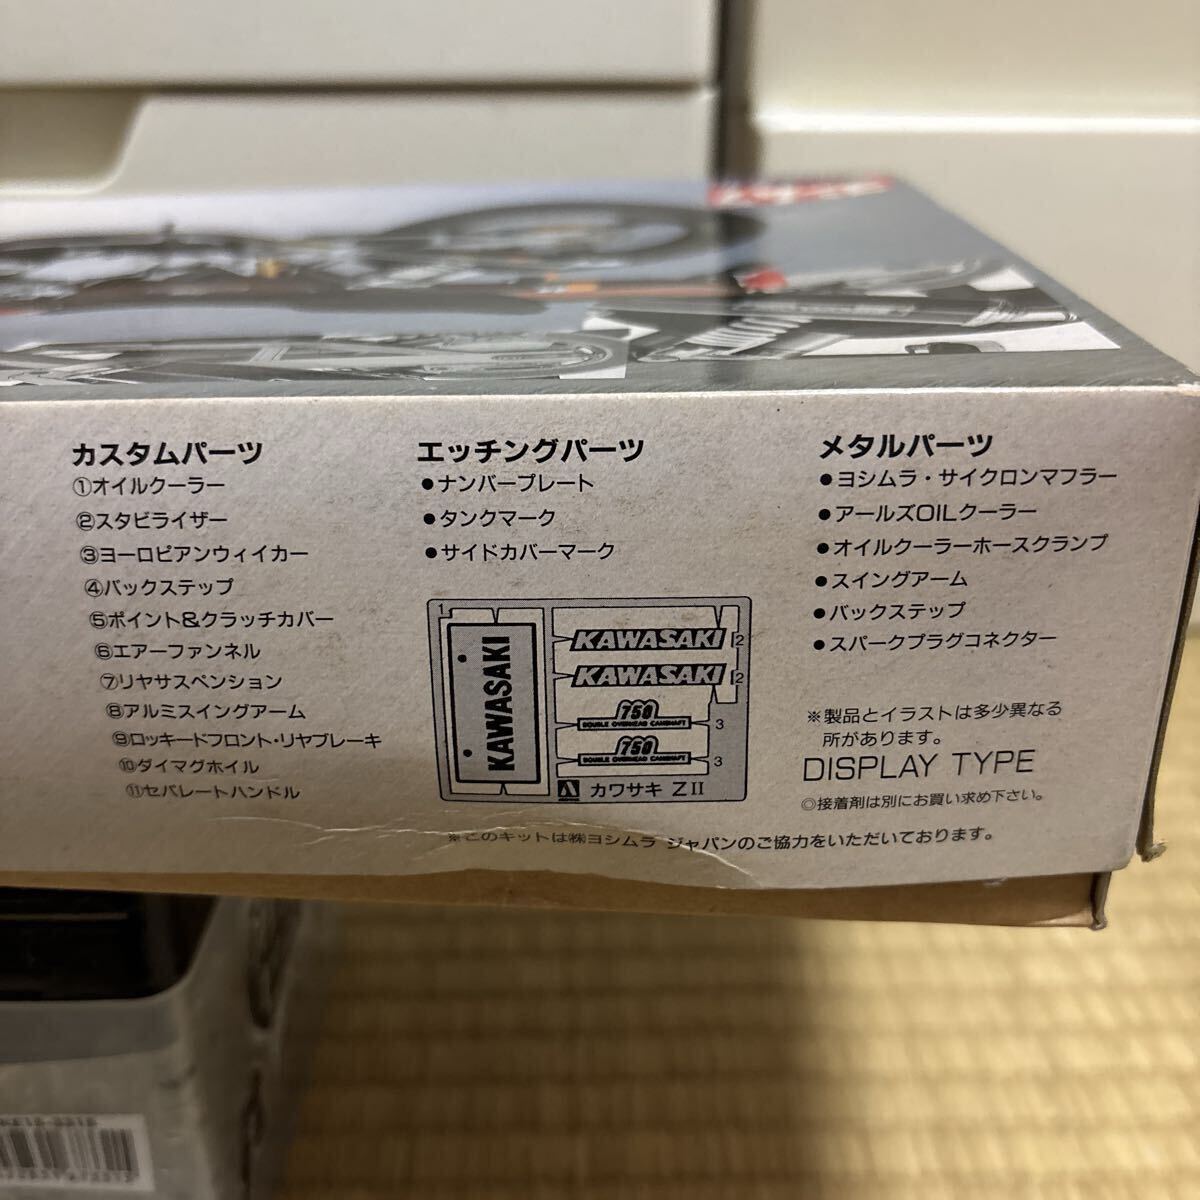 カスタムパーツ
①オイルクーラー
②スタビライザー
③ヨーロピアンウィイカー
④バックステップ
⑤ポイント&クラッチカバー
⑥エアーファンネル
⑦リヤサスペンション
⑧アルミスイングアーム
⑨ロッキードフロント・リヤブレーキ
⑩ダイマグホイル
⑪セパレートハンドル
エッチングパーツ
●ナンバープレート
●タンクマーク
●サイドカバーマーク
1
KAWASAKI
KAWASAKI 2
KAWASAKI 2
750
DOUBLE OVERHEAD CAMSHAFT 3
750
DOUBLE OVERHEAD CAMSHAFT 3
カワサキ ZII
メタルパーツ
●ヨシムラ・サイクロンマフラー
●アールズOILクーラー
●オイルクーラーホースクランプ
●スイングアーム
●バックステップ
●スパークプラグコネクター
※製品とイラストは多少異なる
所があります。
DISPLAY TYPE
◎接着剤は別にお買い求め下さい。
※このキットは㈱ヨシムラ ジャパンのご協力をいただいております。